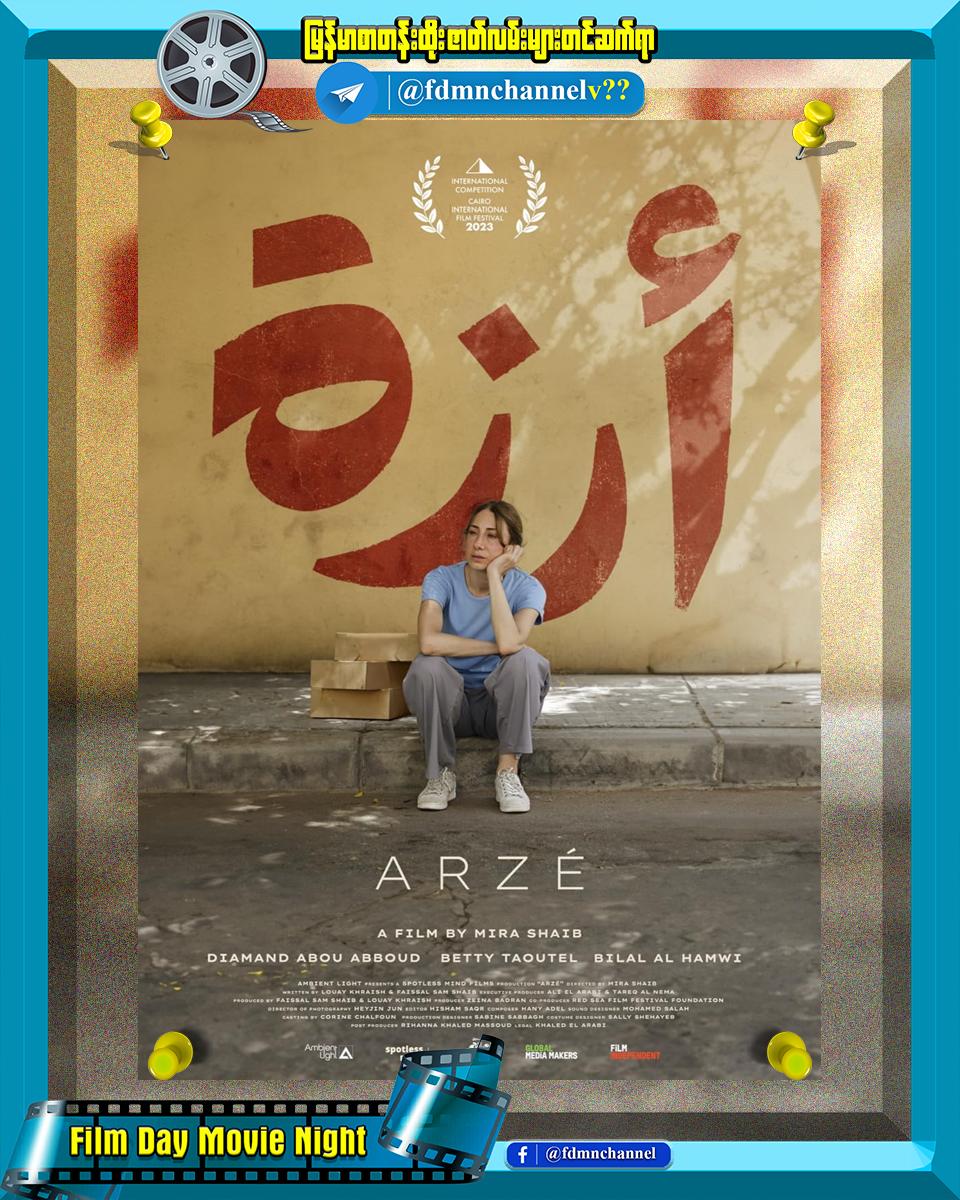 မြန်မာစာတန်းထိုးဇာတ်လမ်းများတင်ဆက်ရာ
@fdmnchannelv??
INTERNATIONAL
COMPETITION
CAIRO
INTERNATIONAL
FILM FESTIVAL
2023
أرزة
ARZÉ
A FILM BY MIRA SHAIB
DIAMAND ABOU ABBOUD BETTY TAOUTEL BILAL AL HAMWI
AMBIENT LIGHT PRESENTS A SPOTLESS MIND FILMS PRODUCTION "ARZÉ" DIRECTED BY MIRA SHAIB
WRITTEN BY LOUAY KHRAISH & FAISSAL SAM SHAIB EXECUTIVE PRODUCER ALI EL ARABI & TAREQ AL NEMA
PRODUCED BY FAISSAL SAM SHAIB & LOUAY KHRAISH PRODUCER ZEINA BADRAN CO-PRODUCER RED SEA FILM FESTIVAL FOUNDATION
DIRECTOR OF PHOTOGRAPHY HEYJIN JUN EDITOR HISHAM SAQR COMPOSER HANY ADEL SOUND DESIGNER MOHAMED SALAH
CASTING BY CORINE CHALFOUN PRODUCTION DESIGNER SABINE SABBAGH COSTUME DESIGNER SALLY SHEHAYEB
POST PRODUCER RIHANNA KHALED MASSOUD LEGAL KHALED EL ARABI
Ambient
Light
spotless
GLOBAL
MEDIA MAKERS
FILM
INDEPENDENT
Film Day Movie Night
@fdmnchannel